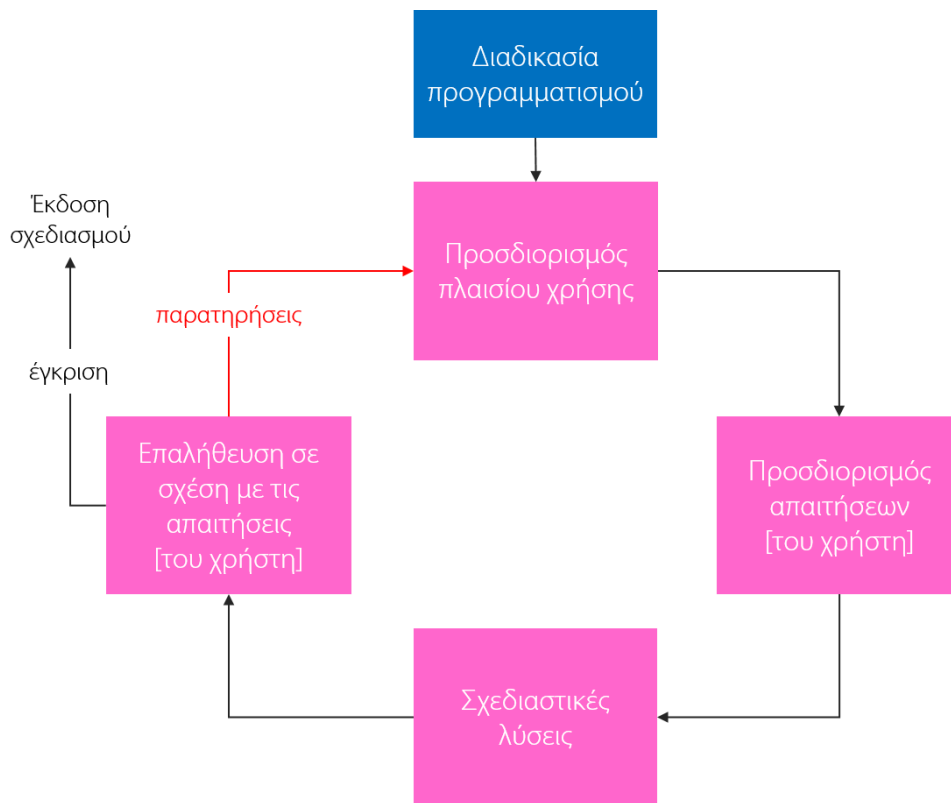 Διαδικασία
προγραμματισμού
Προσδιορισμός
πλαισίου χρήσης
Έκδοση
σχεδιασμού
παρατηρήσεις
έγκριση
Επαλήθευση σε
σχέση με τις
απαιτήσεις
[του χρήστη]
Προσδιορισμός
απαιτήσεων
[του χρήστη]
Σχεδιαστικές
λύσεις